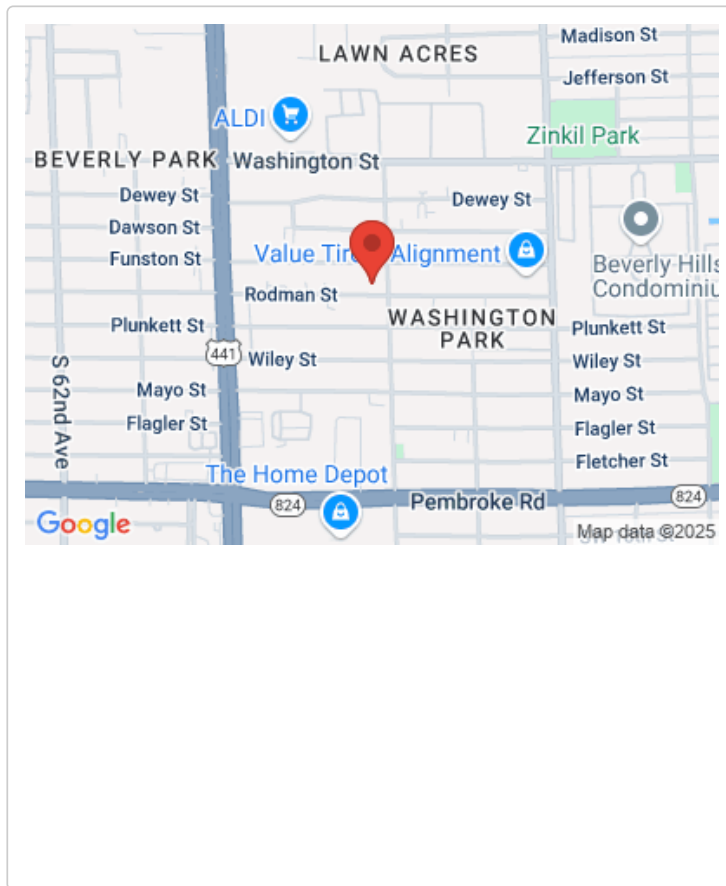 Madison St
LAWN ACRES
Jefferson St
ALDI
Zinkil Park
BEVERLY PARK
Washington St
Dewey St
Dewey St
Dawson St
Funston St
Value Tire Alignment
Beverly Hills
Condominiu
Rodman St
WASHINGTON
PARK
Plunkett St
Plunkett St
441
Wiley St
Wiley St
S 62nd Ave
Mayo St
Mayo St
Flagler St
Flagler St
Fletcher St
The Home Depot
824
Pembroke Rd
824
Google
Map data ©2025